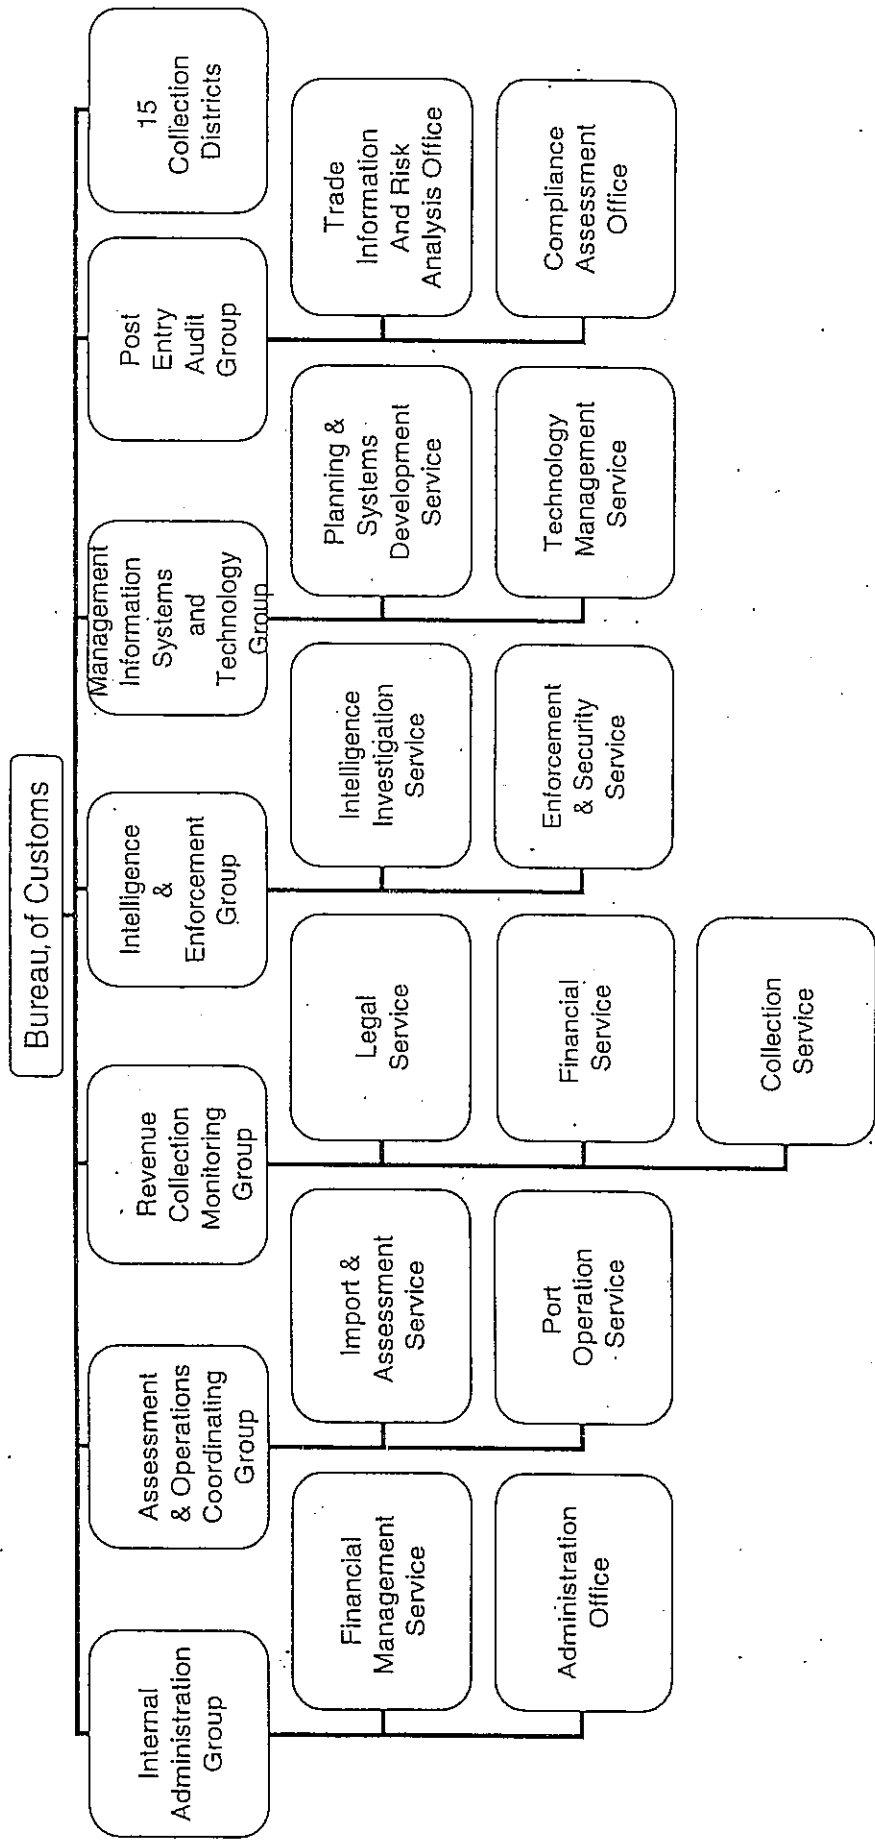 Bureau of Customs
Internal
Administration
Group
Assessment
& Operations
Coordinating
Group
Revenue
Collection
Monitoring
Group
Intelligence
&
Enforcement
Group
Management
Information
Systems
and
Technology
Group
Post
Entry
Audit
Group
15
Collection
Districts
Financial
Management
Service
Import &
Assessment
Service
Legal
Service
Intelligence
Investigation
Service
Planning &
Systems
Development
Service
Trade
Information
And Risk
Analysis Office
Administration
Office
Port
Operation
Service
Financial
Service
Enforcement
& Security
Service
Technology
Management
Service
Compliance
Assessment
Office
Collection
Service